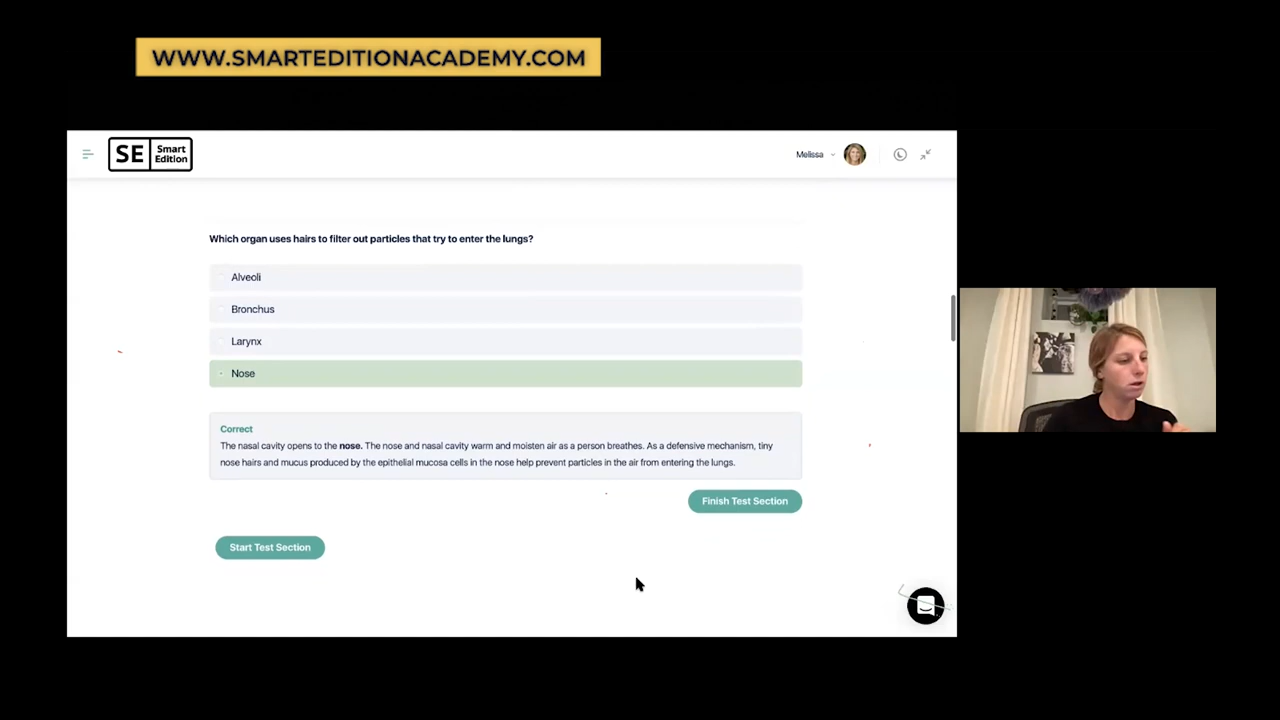 WWW.SMARTEDITIONACADEMY.COM
SE Smart
Edition
Melissa
Which organ uses hairs to filter out particles that try to enter the lungs?
Alveoli
Bronchus
Larynx
Nose
Correct
The nasal cavity opens to the nose. The nose and nasal cavity warm and moisten air as a person breathes. As a defensive mechanism, tiny
nose hairs and mucus produced by the epithelial mucosa cells in the nose help prevent particles in the air from entering the lungs.
Finish Test Section
Start Test Section